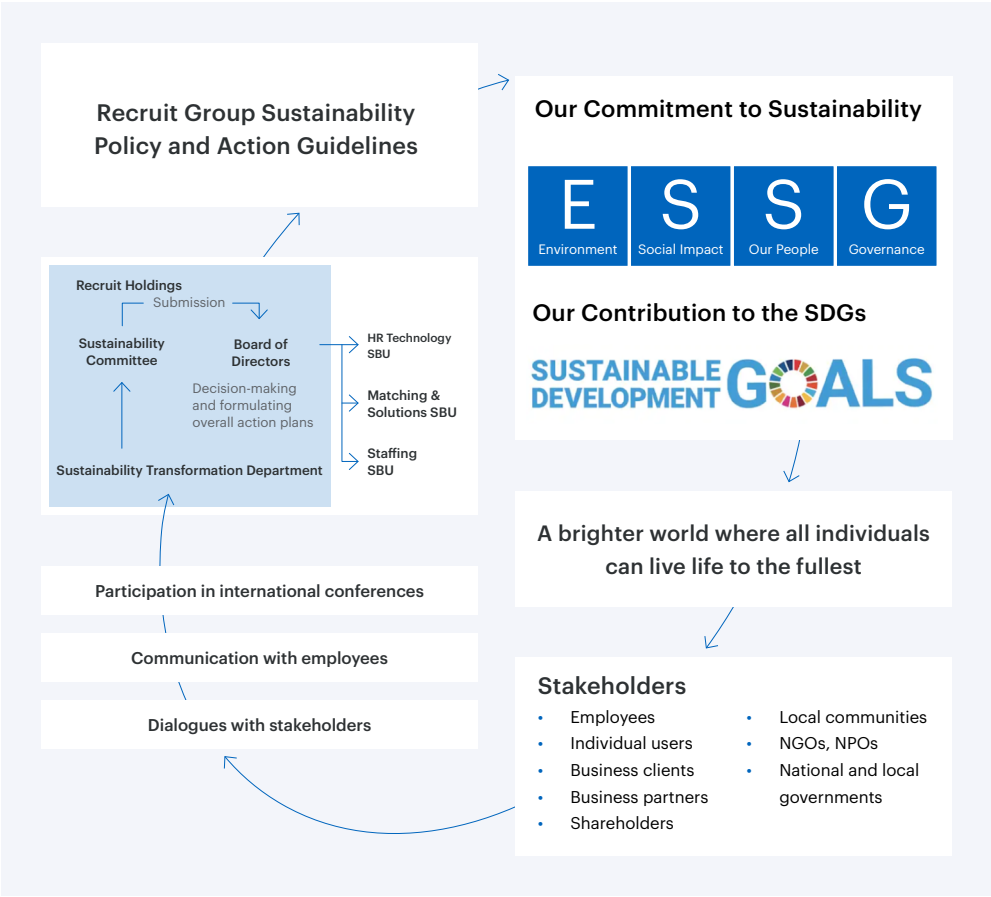 Recruit Group Sustainability
Policy and Action Guidelines
Our Commitment to Sustainability
E
Environment
S
Social Impact
S
Our People
G
Governance
Our Contribution to the SDGs
SUSTAINABLE
DEVELOPMENT
GOALS
Recruit Holdings
Submission
Sustainability
Committee
Board of
Directors
Decision-making
and formulating
overall action plans
Sustainability Transformation Department
HR Technology
SBU
Matching &
Solutions SBU
Staffing
SBU
A brighter world where all individuals
can live life to the fullest
Participation in international conferences
Communication with employees
Dialogues with stakeholders
Stakeholders
• Employees
• Individual users
• Business clients
• Business partners
• Shareholders
• Local communities
• NGOs, NPOs
• National and local
governments